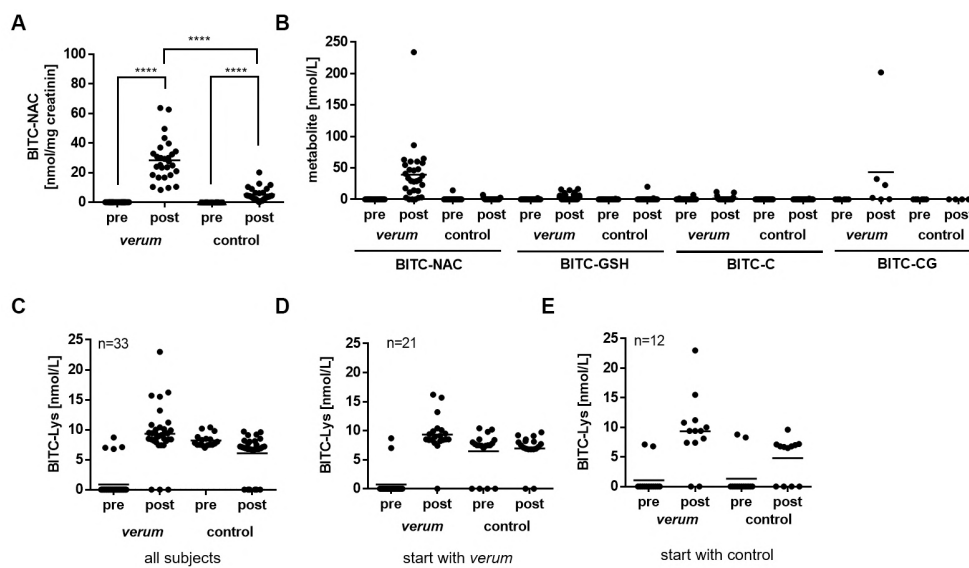 A
BITC-NAC
[nmol/mg creatinin]
100
80
60
40
20
0
****
****
****
pre post pre post
verum control
B
metabolite [nmol/L]
250
200
150
100
50
0
pre post pre post pre post pre post pre post pre post pre post pre post
verum control verum control verum control verum control
BITC-NAC BITC-GSH BITC-C BITC-CG
C
n=33
BITC-Lys [nmol/L]
25
20
15
10
5
0
pre post pre post
verum control
all subjects
D
n=21
BITC-Lys [nmol/L]
25
20
15
10
5
0
pre post pre post
verum control
start with verum
E
n=12
BITC-Lys [nmol/L]
25
20
15
10
5
0
pre post pre post
verum control
start with control